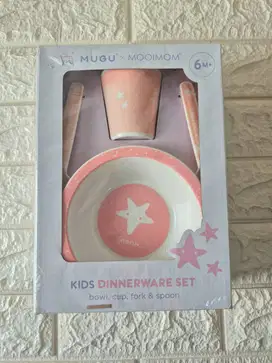 MUGU × MOOIMOM®
6M+
KIDS DINNERWARE SET
bowl, cup, fork & spoon